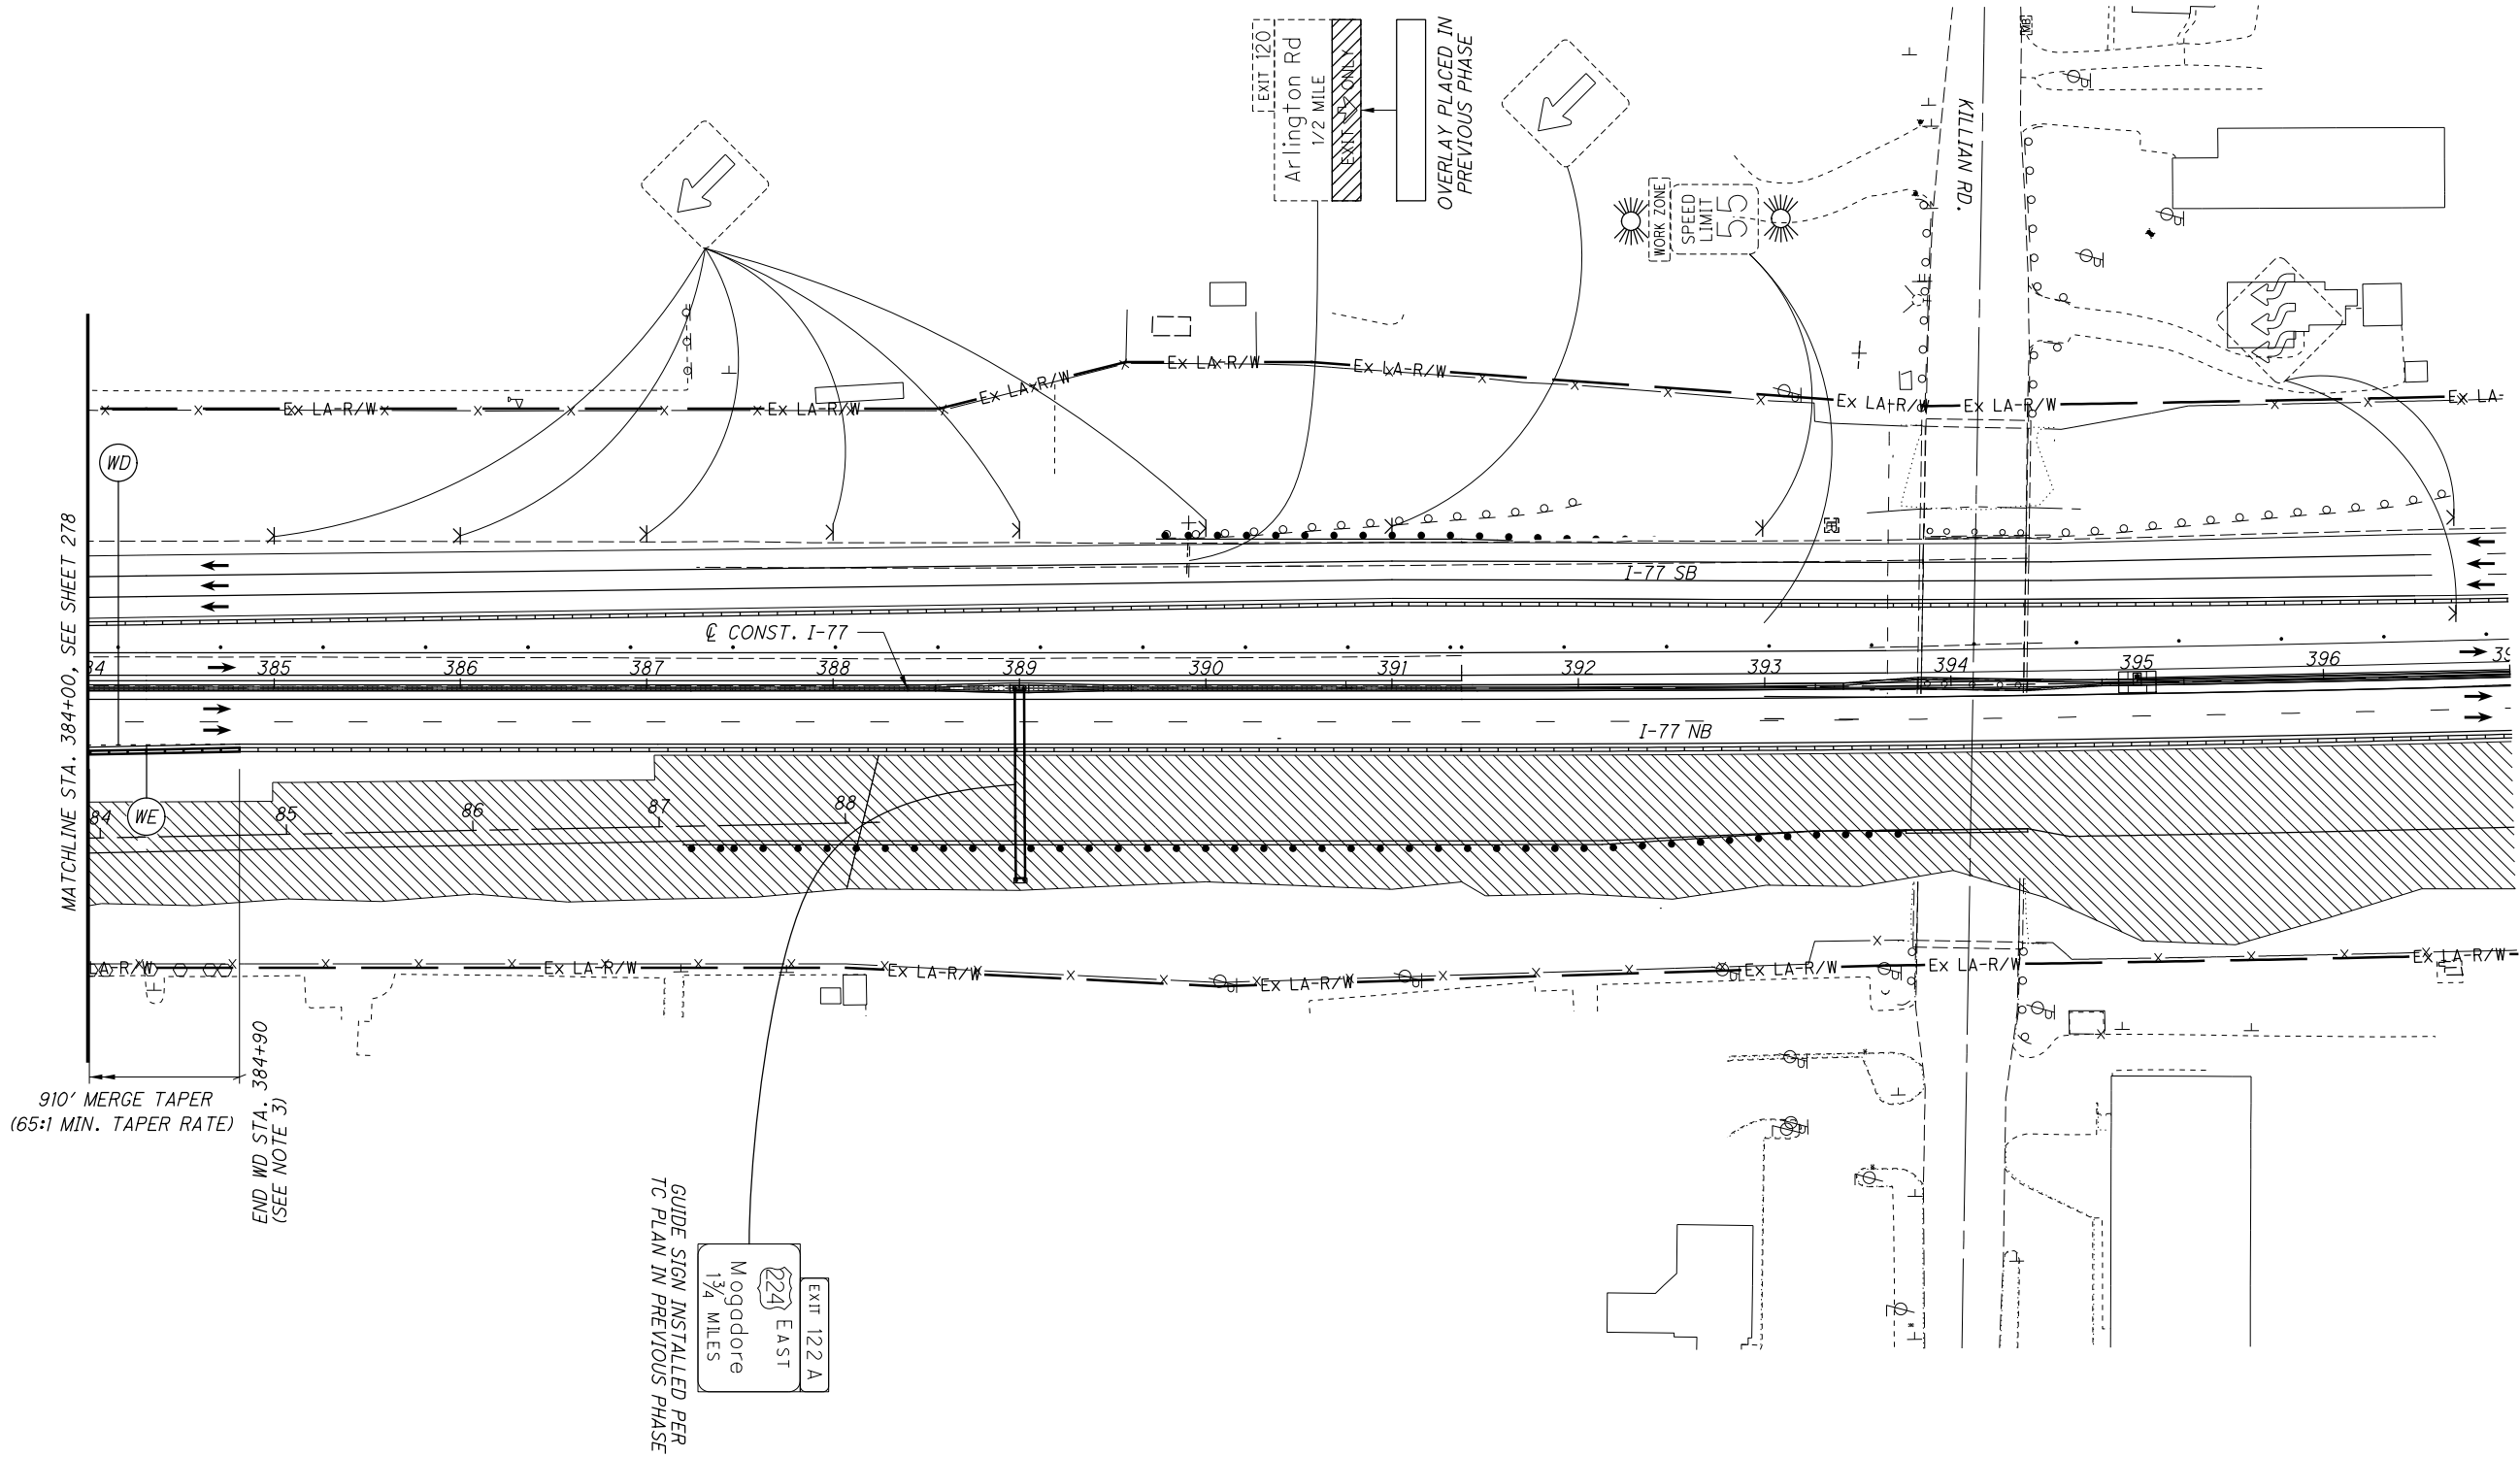 EXIT 120
Arlington Rd
1/2 MILE
EXIT ONLY
OVERLAY PLACED IN
PREVIOUS PHASE
WORK ZONE
SPEED
LIMIT
55
KILLIAN RD.
Ex LA-R/W
Ex LA-R/W
Ex LA-R/W
Ex LA-R/W
Ex LA-R/W
Ex LA-R/W
Ex LA-R/W
Ex LA-
WD
MATCHLINE STA. 384+00, SEE SHEET 278
I-77 SB
℄ CONST. I-77
84
385
386
387
388
389
390
391
392
393
394
395
396
39
I-77 NB
84
85
86
87
88
WE
LA-R/W
Ex LA-R/W
Ex LA-R/W
Ex LA-R/W
Ex LA-R/W
Ex LA-R/W
Ex LA-R/W
910' MERGE TAPER
(65:1 MIN. TAPER RATE)
END WD STA. 384+90
(SEE NOTE 3)
GUIDE SIGN INSTALLED PER
TC PLAN IN PREVIOUS PHASE
EXIT 122 A
224 EAST
Mogadore
1¾ MILES